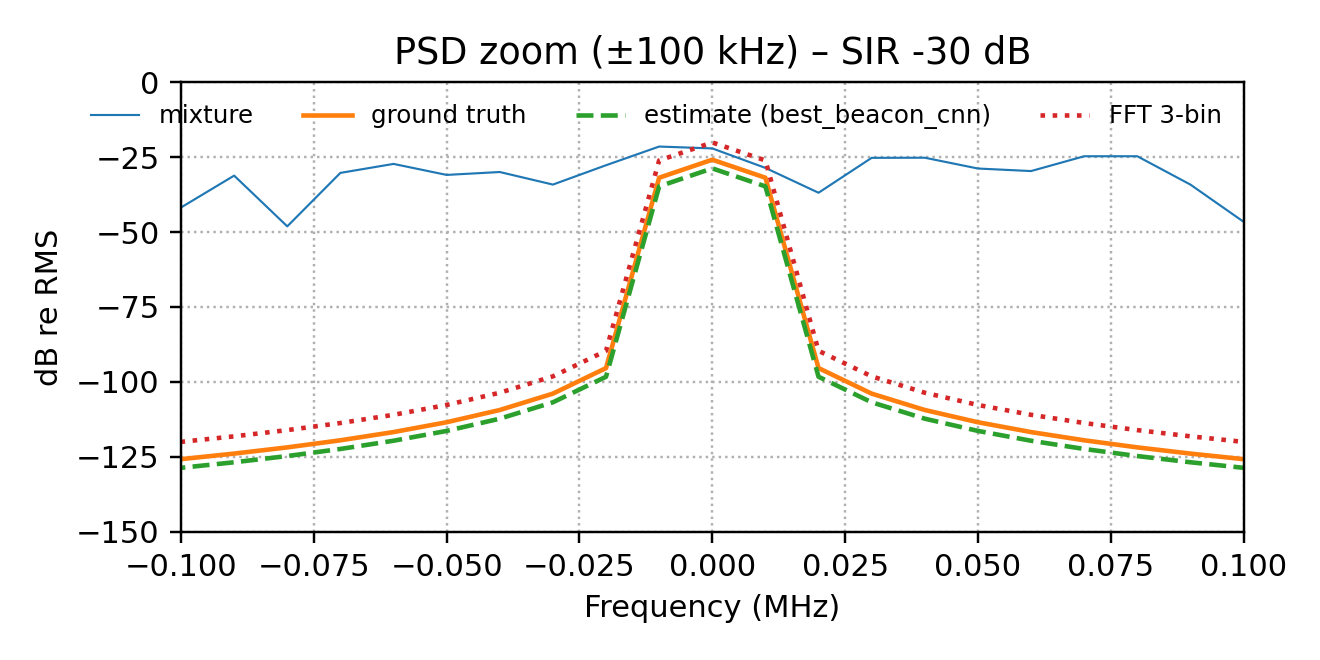 PSD zoom (±100 kHz) – SIR -30 dB
mixture ground truth estimate (best_beacon_cnn) FFT 3-bin
dB re RMS
0
−25
−50
−75
−100
−125
−150
−0.100 −0.075 −0.050 −0.025 0.000 0.025 0.050 0.075 0.100
Frequency (MHz)